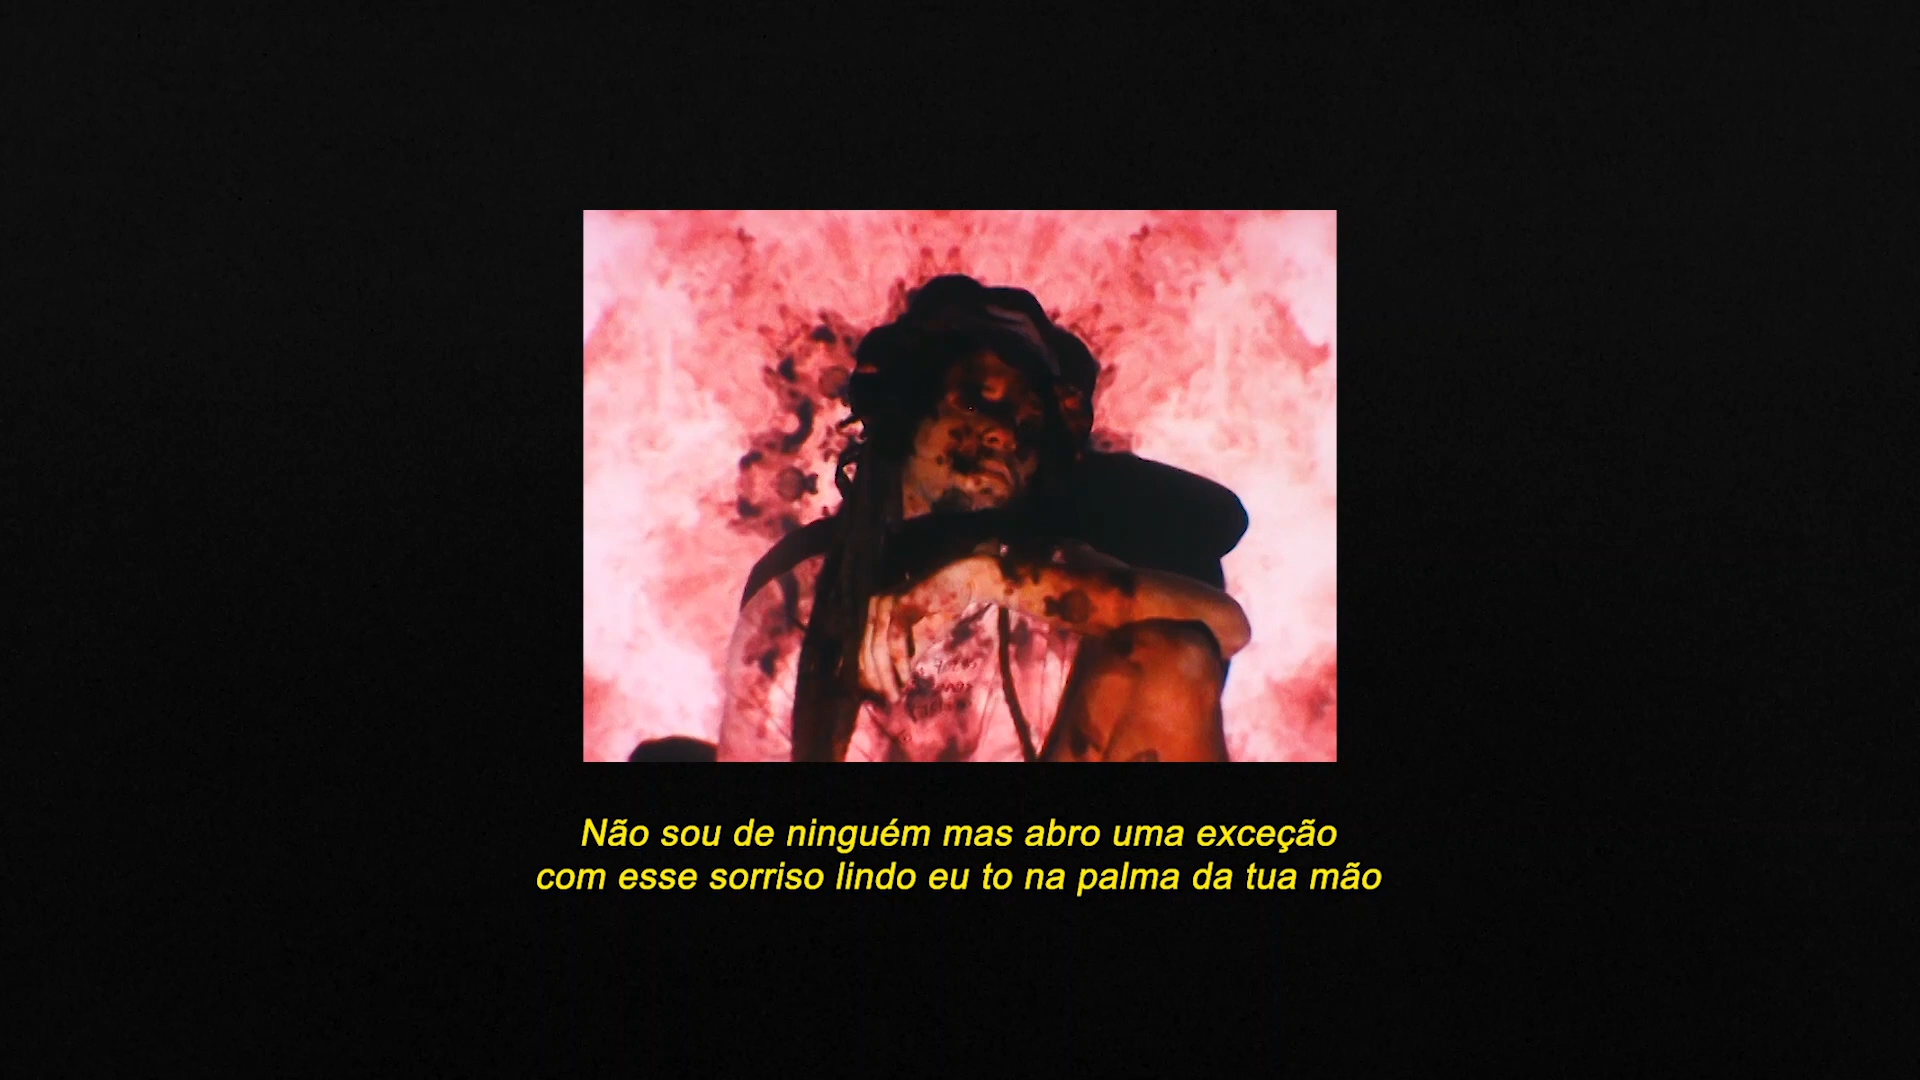 Não sou de ninguém mas abro uma exceção
com esse sorriso lindo eu to na palma da tua mão